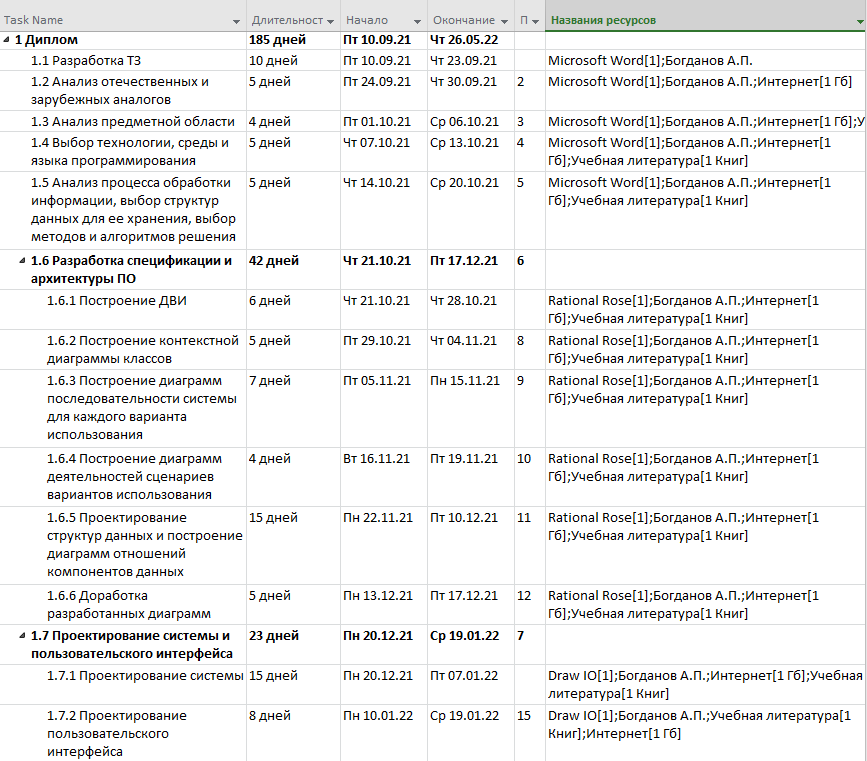 Task Name Длительност Начало Окончание П Названия ресурсов
1 Диплом 185 дней Пт 10.09.21 Чт 26.05.22
1.1 Разработка ТЗ 10 дней Пт 10.09.21 Чт 23.09.21 Microsoft Word[1];Богданов А.П.
1.2 Анализ отечественных и 5 дней Пт 24.09.21 Чт 30.09.21 2 Microsoft Word[1];Богданов А.П.;Интернет[1 Гб]
зарубежных аналогов
1.3 Анализ предметной области 4 дней Пт 01.10.21 Ср 06.10.21 3 Microsoft Word[1];Богданов А.П.;Интернет[1 Гб];У
1.4 Выбор технологии, среды и 5 дней Чт 07.10.21 Ср 13.10.21 4 Microsoft Word[1];Богданов А.П.;Интернет[1
языка программирования Гб];Учебная литература[1 Книг]
1.5 Анализ процесса обработки 5 дней Чт 14.10.21 Ср 20.10.21 5 Microsoft Word[1];Богданов А.П.;Интернет[1
информации, выбор структур Гб];Учебная литература[1 Книг]
данных для ее хранения, выбор
методов и алгоритмов решения
1.6 Разработка спецификации и 42 дней Чт 21.10.21 Пт 17.12.21 6
архитектуры ПО
1.6.1 Построение ДВИ 6 дней Чт 21.10.21 Чт 28.10.21 Rational Rose[1];Богданов А.П.;Интернет[1
Гб];Учебная литература[1 Книг]
1.6.2 Построение контекстной 5 дней Пт 29.10.21 Чт 04.11.21 8 Rational Rose[1];Богданов А.П.;Интернет[1
диаграммы классов Гб];Учебная литература[1 Книг]
1.6.3 Построение диаграмм 7 дней Пт 05.11.21 Пн 15.11.21 9 Rational Rose[1];Богданов А.П.;Интернет[1
последовательности системы Гб];Учебная литература[1 Книг]
для каждого варианта
использования
1.6.4 Построение диаграмм 4 дней Вт 16.11.21 Пт 19.11.21 10 Rational Rose[1];Богданов А.П.;Интернет[1
деятельностей сценариев Гб];Учебная литература[1 Книг]
вариантов использования
1.6.5 Проектирование 15 дней Пн 22.11.21 Пт 10.12.21 11 Rational Rose[1];Богданов А.П.;Интернет[1
структур данных и построение Гб];Учебная литература[1 Книг]
диаграмм отношений
компонентов данных
1.6.6 Доработка 5 дней Пн 13.12.21 Пт 17.12.21 12 Rational Rose[1];Богданов А.П.;Интернет[1
разработанных диаграмм Гб];Учебная литература[1 Книг]
1.7 Проектирование системы и 23 дней Пн 20.12.21 Ср 19.01.22 7
пользовательского интерфейса
1.7.1 Проектирование системы 15 дней Пн 20.12.21 Пт 07.01.22 Draw IO[1];Богданов А.П.;Интернет[1 Гб];Учебная
литература[1 Книг]
1.7.2 Проектирование 8 дней Пн 10.01.22 Ср 19.01.22 15 Draw IO[1];Богданов А.П.;Учебная литература[1
пользовательского Книг];Интернет[1 Гб]
интерфейса